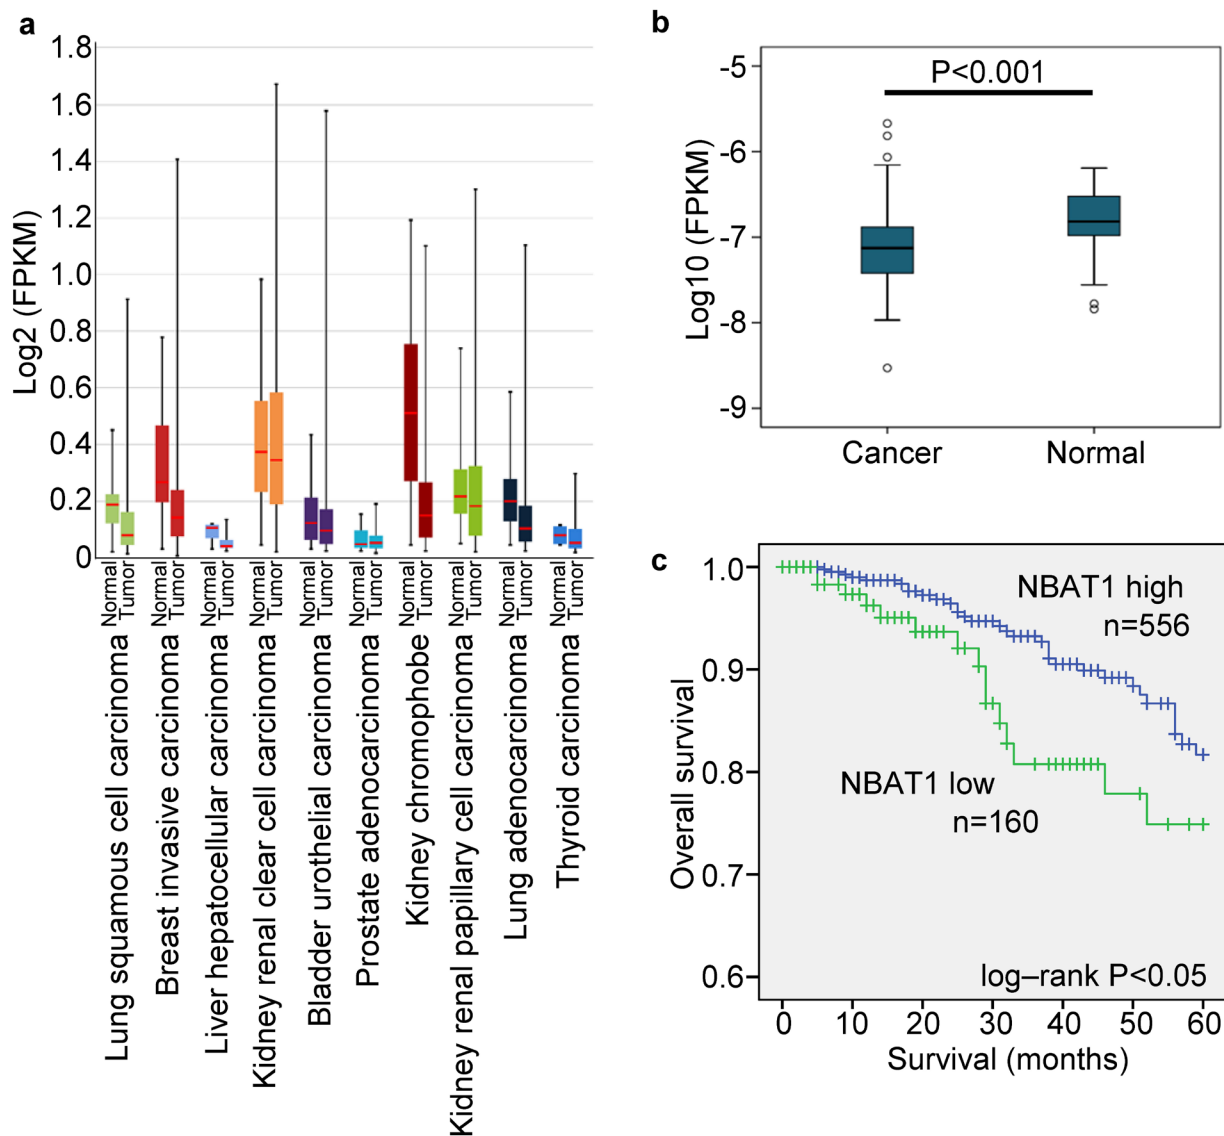 a
1.8
1.6
1.4
1.2
1.0
0.8
0.6
0.4
0.2
0
Log2 (FPKM)
Normal
Tumor
Normal
Tumor
Normal
Tumor
Normal
Tumor
Normal
Tumor
Normal
Tumor
Normal
Tumor
Normal
Tumor
Normal
Tumor
Normal
Tumor
Lung squamous cell carcinoma
Breast invasive carcinoma
Liver hepatocellular carcinoma
Kidney renal clear cell carcinoma
Bladder urothelial carcinoma
Prostate adenocarcinoma
Kidney chromophobe
Kidney renal papillary cell carcinoma
Lung adenocarcinoma
Thyroid carcinoma
b
-5
-6
-7
-8
-9
Log10 (FPKM)
P<0.001
Cancer
Normal
c
1.0
0.9
0.8
0.7
0.6
Overall survival
NBAT1 high
n=556
NBAT1 low
n=160
log–rank P<0.05
0
10
20
30
40
50
60
Survival (months)